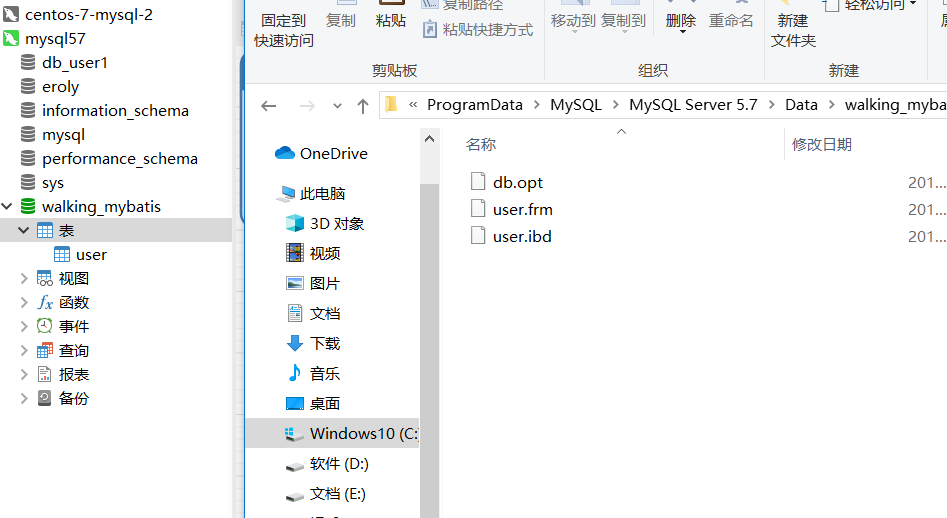 centos-7-mysql-2
mysql57
db_user1
eroly
information_schema
mysql
performance_schema
sys
walking_mybatis
表
user
视图
函数
事件
查询
报表
备份
固定到
快速访问
复制
粘贴
复制路径
粘贴快捷方式
剪贴板
移动到
复制到
删除
重命名
组织
新建
文件夹
轻松访问
新建
« ProgramData > MySQL > MySQL Server 5.7 > Data > walking_myba
OneDrive
此电脑
3D 对象
视频
图片
文档
下载
音乐
桌面
Windows10 (C:)
软件 (D:)
文档 (E:)
名称 修改日期
db.opt 201...
user.frm 201...
user.ibd 201...